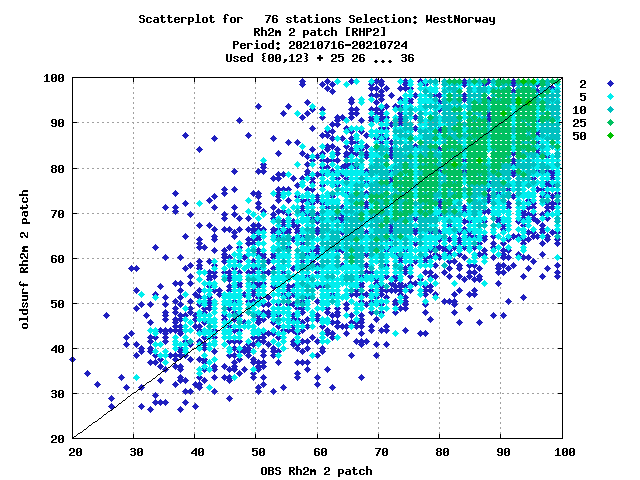 Scatterplot for   76 stations Selection: WestNorway
Rh2m 2 patch [RHP2]
Period: 20210716-20210724
Used {00,12} + 25 26 ... 36
100
90
80
70
60
50
40
30
20
oldsurf Rh2m 2 patch
20 30 40 50 60 70 80 90 100
OBS Rh2m 2 patch
2
5
10
25
50